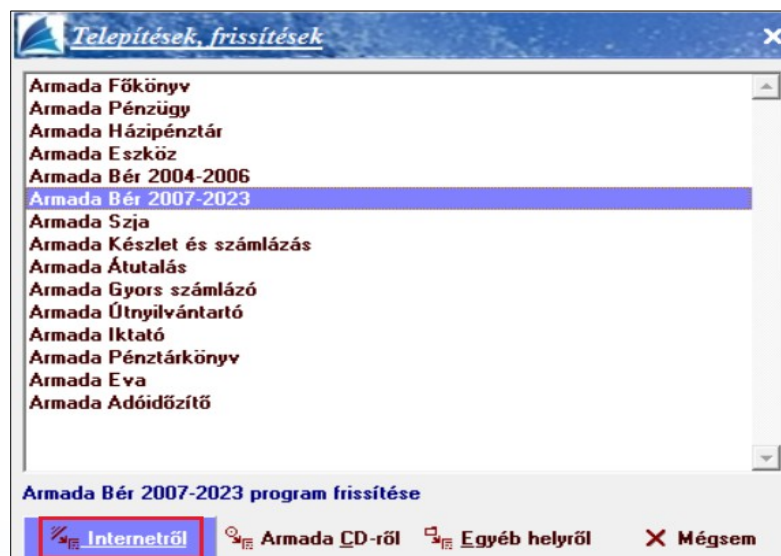 Telepítések, frissítések
Armada Főkönyv
Armada Pénzügy
Armada Házipénztár
Armada Eszköz
Armada Bér 2004-2006
Armada Bér 2007-2023
Armada Szja
Armada Készlet és számlázás
Armada Átutalás
Armada Gyors számlázó
Armada Útnyilvántartó
Armada Iktató
Armada Pénztárkönyv
Armada Eva
Armada Adóidőzítő
Armada Bér 2007-2023 program frissítése
Internetről Armada CD-ről Egyéb helyről Mégsem